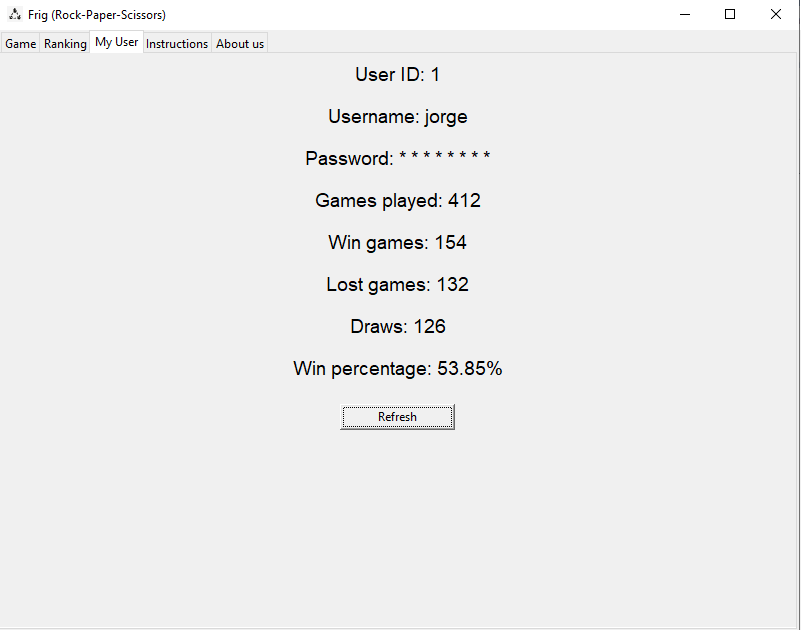 Frig (Rock-Paper-Scissors)
Game Ranking My User Instructions About us
User ID: 1
Username: jorge
Password: * * * * * * * *
Games played: 412
Win games: 154
Lost games: 132
Draws: 126
Win percentage: 53.85%
Refresh